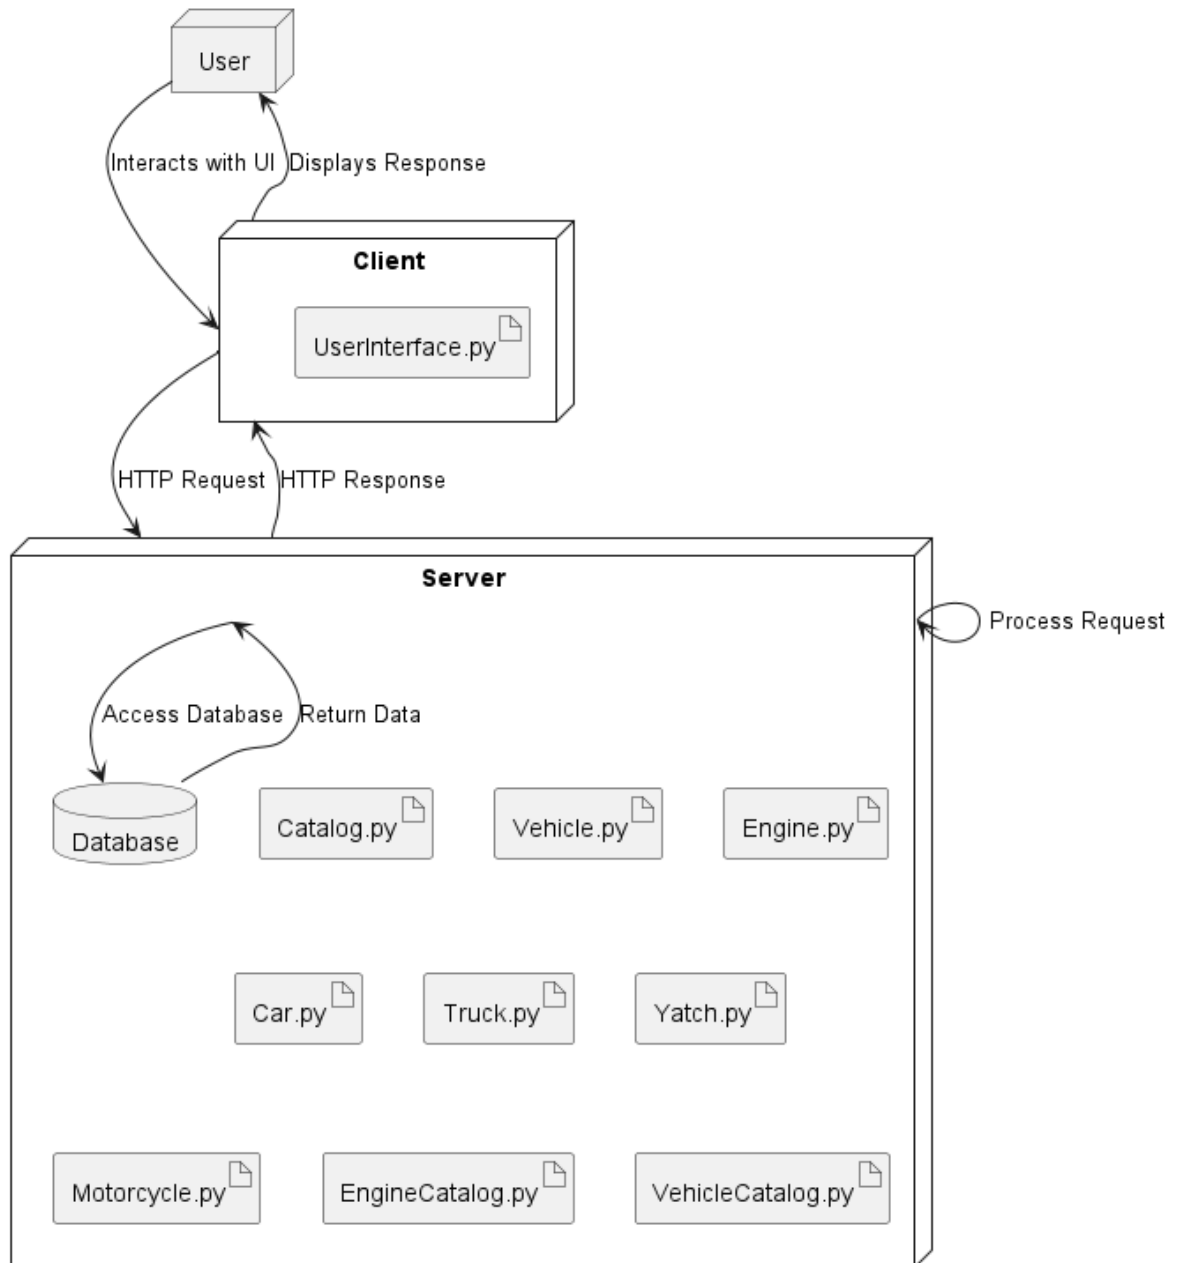 User
Interacts with UI
Displays Response
Client
UserInterface.py
HTTP Request
HTTP Response
Server
Process Request
Access Database
Return Data
Database
Catalog.py
Vehicle.py
Engine.py
Car.py
Truck.py
Yatch.py
Motorcycle.py
EngineCatalog.py
VehicleCatalog.py